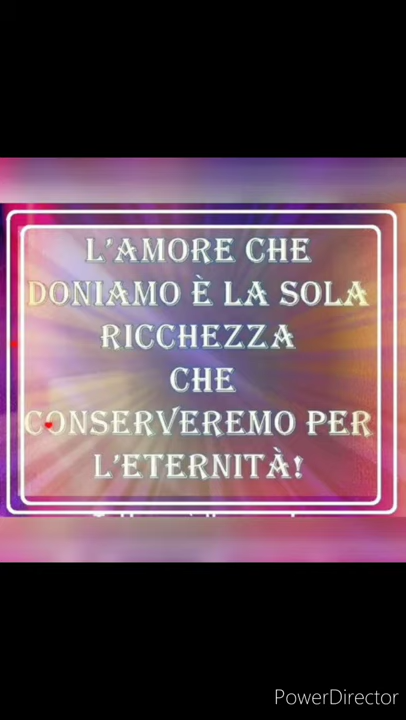 L'AMORE CHE
DONIAMO È LA SOLA
RICCHEZZA
CHE
CONSERVEREMO PER
L'ETERNITÀ!
PowerDirector